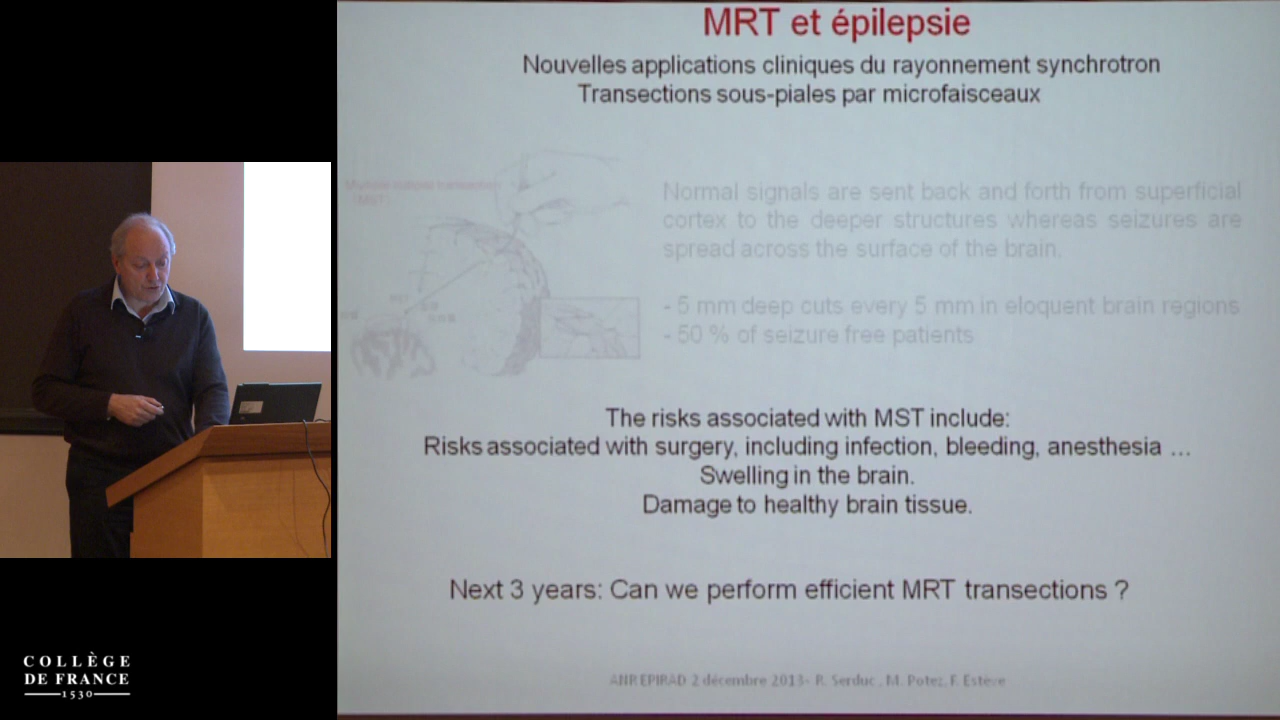 MRT et épilepsie
Nouvelles applications cliniques du rayonnement synchrotron
Transections sous-piales par microfaisceaux
Multiple subpial transection
(MST)
Normal signals are sent back and forth from superficial
cortex to the deeper structures whereas seizures are
spread across the surface of the brain.
- 5 mm deep cuts every 5 mm in eloquent brain regions
- 50 % of seizure free patients
The risks associated with MST include:
Risks associated with surgery, including infection, bleeding, anesthesia ...
Swelling in the brain.
Damage to healthy brain tissue.
Next 3 years: Can we perform efficient MRT transections ?
ANR EPIRAD 2 décembre 2013- R. Serduc , M. Potez, F. Estève
COLLÈGE
DE FRANCE
1530